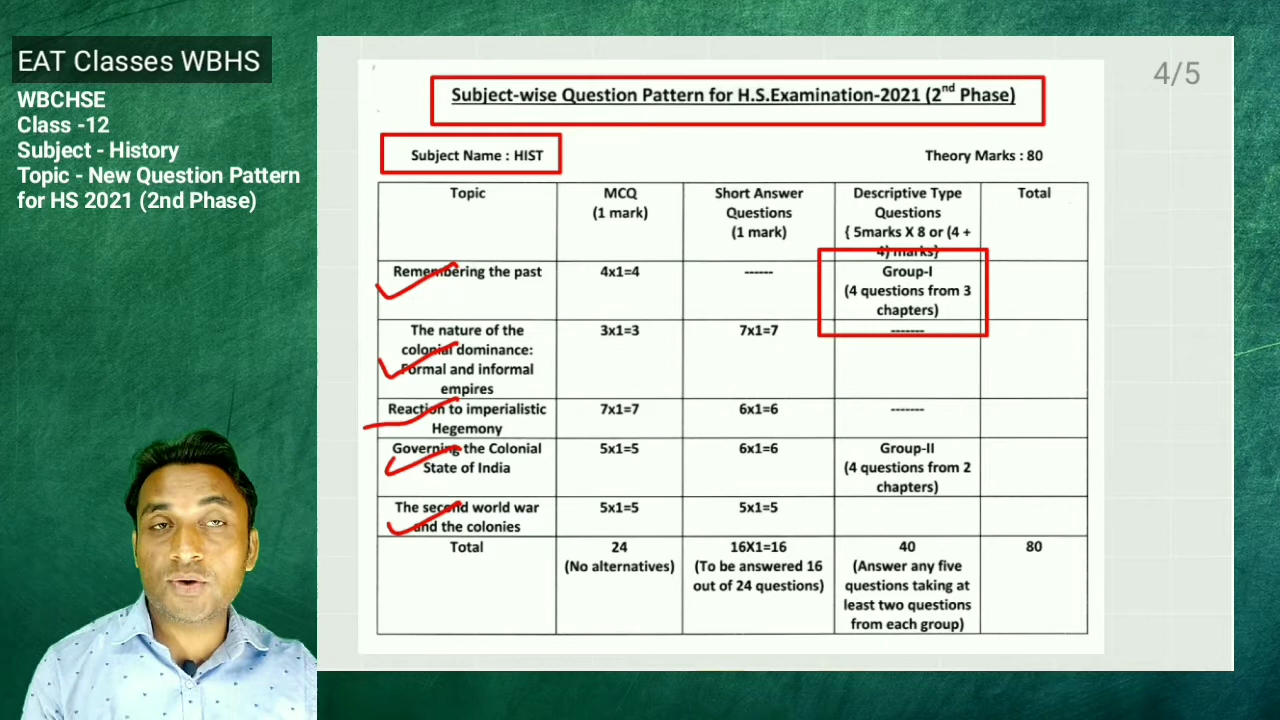 EAT Classes WBHS
WBCHSE
Class -12
Subject - History
Topic - New Question Pattern
for HS 2021 (2nd Phase)
4/5
Subject-wise Question Pattern for H.S.Examination-2021 (2nd Phase)
Subject Name : HIST
Theory Marks : 80
Topic
MCQ
(1 mark)
Short Answer
Questions
(1 mark)
Descriptive Type
Questions
{ 5marks X 8 or (4 +
4) marks}
Total
Remembering the past
4x1=4
------
Group-I
(4 questions from 3
chapters)
The nature of the
colonial dominance:
Formal and informal
empires
3x1=3
7x1=7
-------
Reaction to imperialistic
Hegemony
7x1=7
6x1=6
-------
Governing the Colonial
State of India
5x1=5
6x1=6
Group-II
(4 questions from 2
chapters)
The second world war
and the colonies
5x1=5
5x1=5
Total
24
(No alternatives)
16X1=16
(To be answered 16
out of 24 questions)
40
(Answer any five
questions taking at
least two questions
from each group)
80